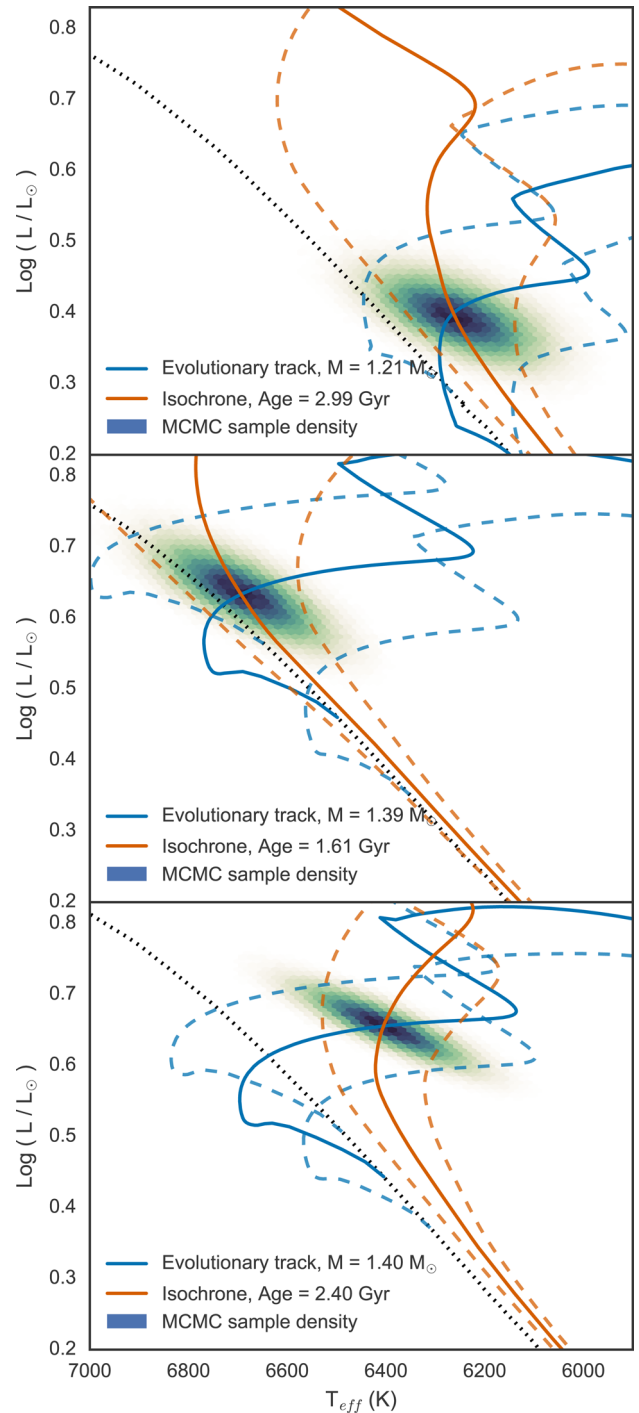 0.8
0.7
0.6
0.5
0.4
0.3
0.2
Log ( L / L☉ )
Evolutionary track, M = 1.21 M☉
Isochrone, Age = 2.99 Gyr
MCMC sample density
0.8
0.7
0.6
0.5
0.4
0.3
0.2
Log ( L / L☉ )
Evolutionary track, M = 1.39 M☉
Isochrone, Age = 1.61 Gyr
MCMC sample density
0.8
0.7
0.6
0.5
0.4
0.3
0.2
Log ( L / L☉ )
Evolutionary track, M = 1.40 M☉
Isochrone, Age = 2.40 Gyr
MCMC sample density
7000 6800 6600 6400 6200 6000
Teff (K)